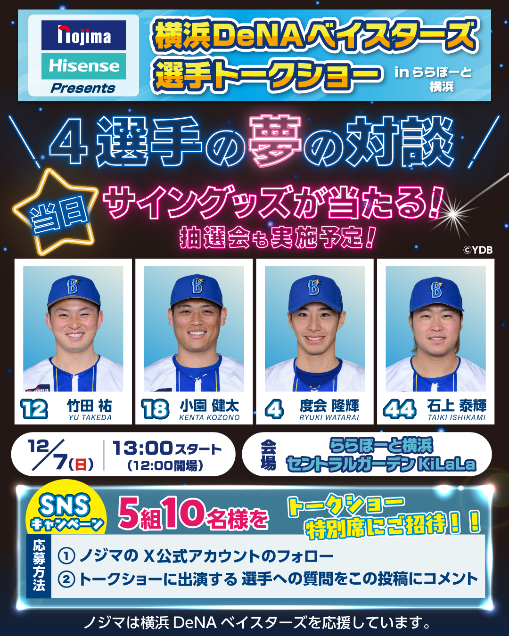 nojima
Hisense
Presents
横浜DeNAベイスターズ
選手トークショー
inららぽーと
横浜
4選手の夢の対談
当日
サイングッズが当たる!
抽選会も実施予定!
©YDB
B
B
B
B
12 竹田 祐
YU TAKEDA
18 小園 健太
KENTA KOZONO
4 度会 隆輝
RYUKI WATARAI
44 石上 泰輝
TAIKI ISHIKAMI
12/7(日)
13:00スタート
(12:00開場)
会場
ららぽーと横浜
セントラルガーデン KiLaLa
SNS
キャンペーン
5組10名様を
トークショー
特別席にご招待!!
応募方法
① ノジマの X公式アカウントのフォロー
② トークショーに出演する選手への質問をこの投稿にコメント
ノジマは横浜 DeNA ベイスターズを応援しています。